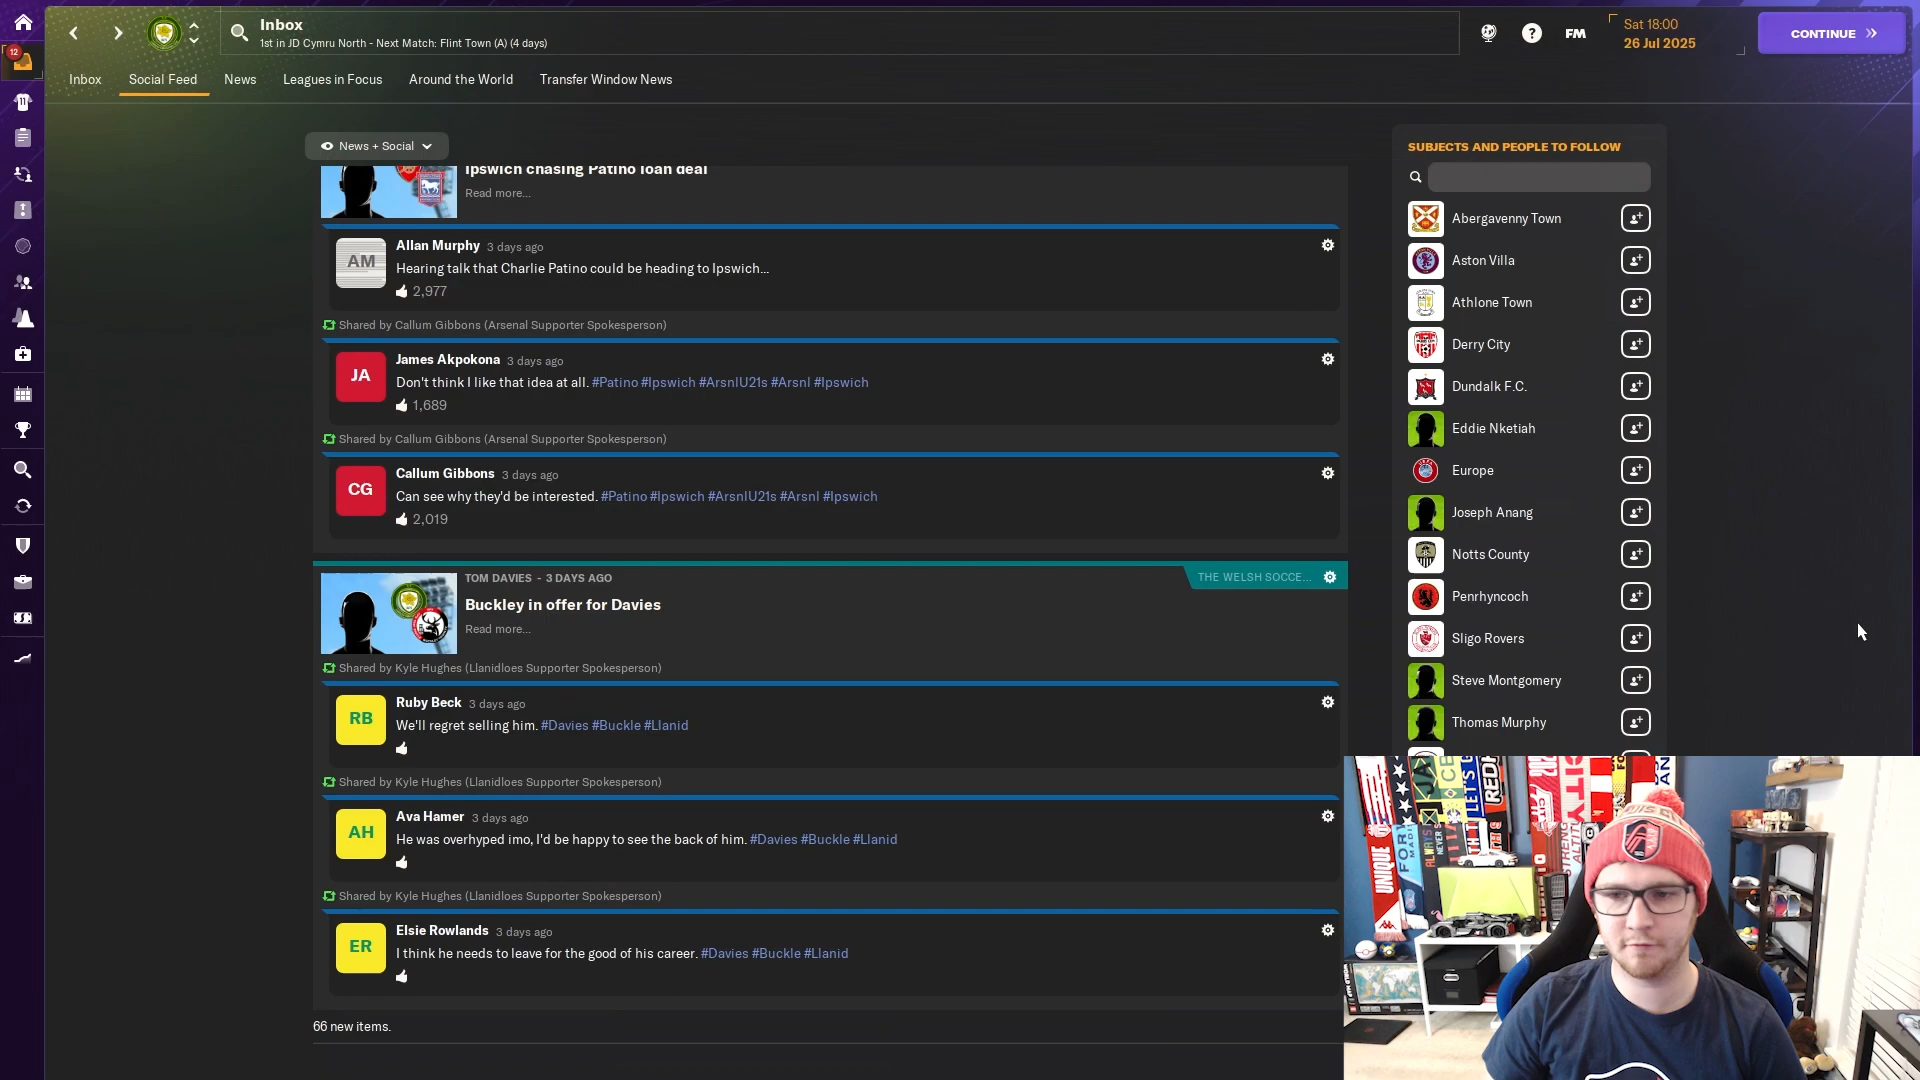 Inbox
1st in JD Cymru North - Next Match: Flint Town (A) (4 days)
FM
Sat 18:00
26 Jul 2025
CONTINUE
12
Inbox
Social Feed
News
Leagues in Focus
Around the World
Transfer Window News
News + Social
Ipswich chasing Patino loan deal
Read more...
AM
Allan Murphy 3 days ago
Hearing talk that Charlie Patino could be heading to Ipswich...
2,977
Shared by Callum Gibbons (Arsenal Supporter Spokesperson)
JA
James Akpokona 3 days ago
Don't think I like that idea at all. #Patino #Ipswich #ArsnlU21s #Arsnl #Ipswich
1,689
Shared by Callum Gibbons (Arsenal Supporter Spokesperson)
CG
Callum Gibbons 3 days ago
Can see why they'd be interested. #Patino #Ipswich #ArsnlU21s #Arsnl #Ipswich
2,019
TOM DAVIES - 3 DAYS AGO
THE WELSH SOCCE...
Buckley in offer for Davies
Read more...
Shared by Kyle Hughes (Llanidloes Supporter Spokesperson)
RB
Ruby Beck 3 days ago
We'll regret selling him. #Davies #Buckle #Llanid
Shared by Kyle Hughes (Llanidloes Supporter Spokesperson)
AH
Ava Hamer 3 days ago
He was overhyped imo, I'd be happy to see the back of him. #Davies #Buckle #Llanid
Shared by Kyle Hughes (Llanidloes Supporter Spokesperson)
ER
Elsie Rowlands 3 days ago
I think he needs to leave for the good of his career. #Davies #Buckle #Llanid
66 new items.
SUBJECTS AND PEOPLE TO FOLLOW
Abergavenny Town
Aston Villa
Athlone Town
Derry City
Dundalk F.C.
Eddie Nketiah
Europe
Joseph Anang
Notts County
Penrhyncoch
Sligo Rovers
Steve Montgomery
Thomas Murphy
UNIQUE
LET'S
REDH
CITY